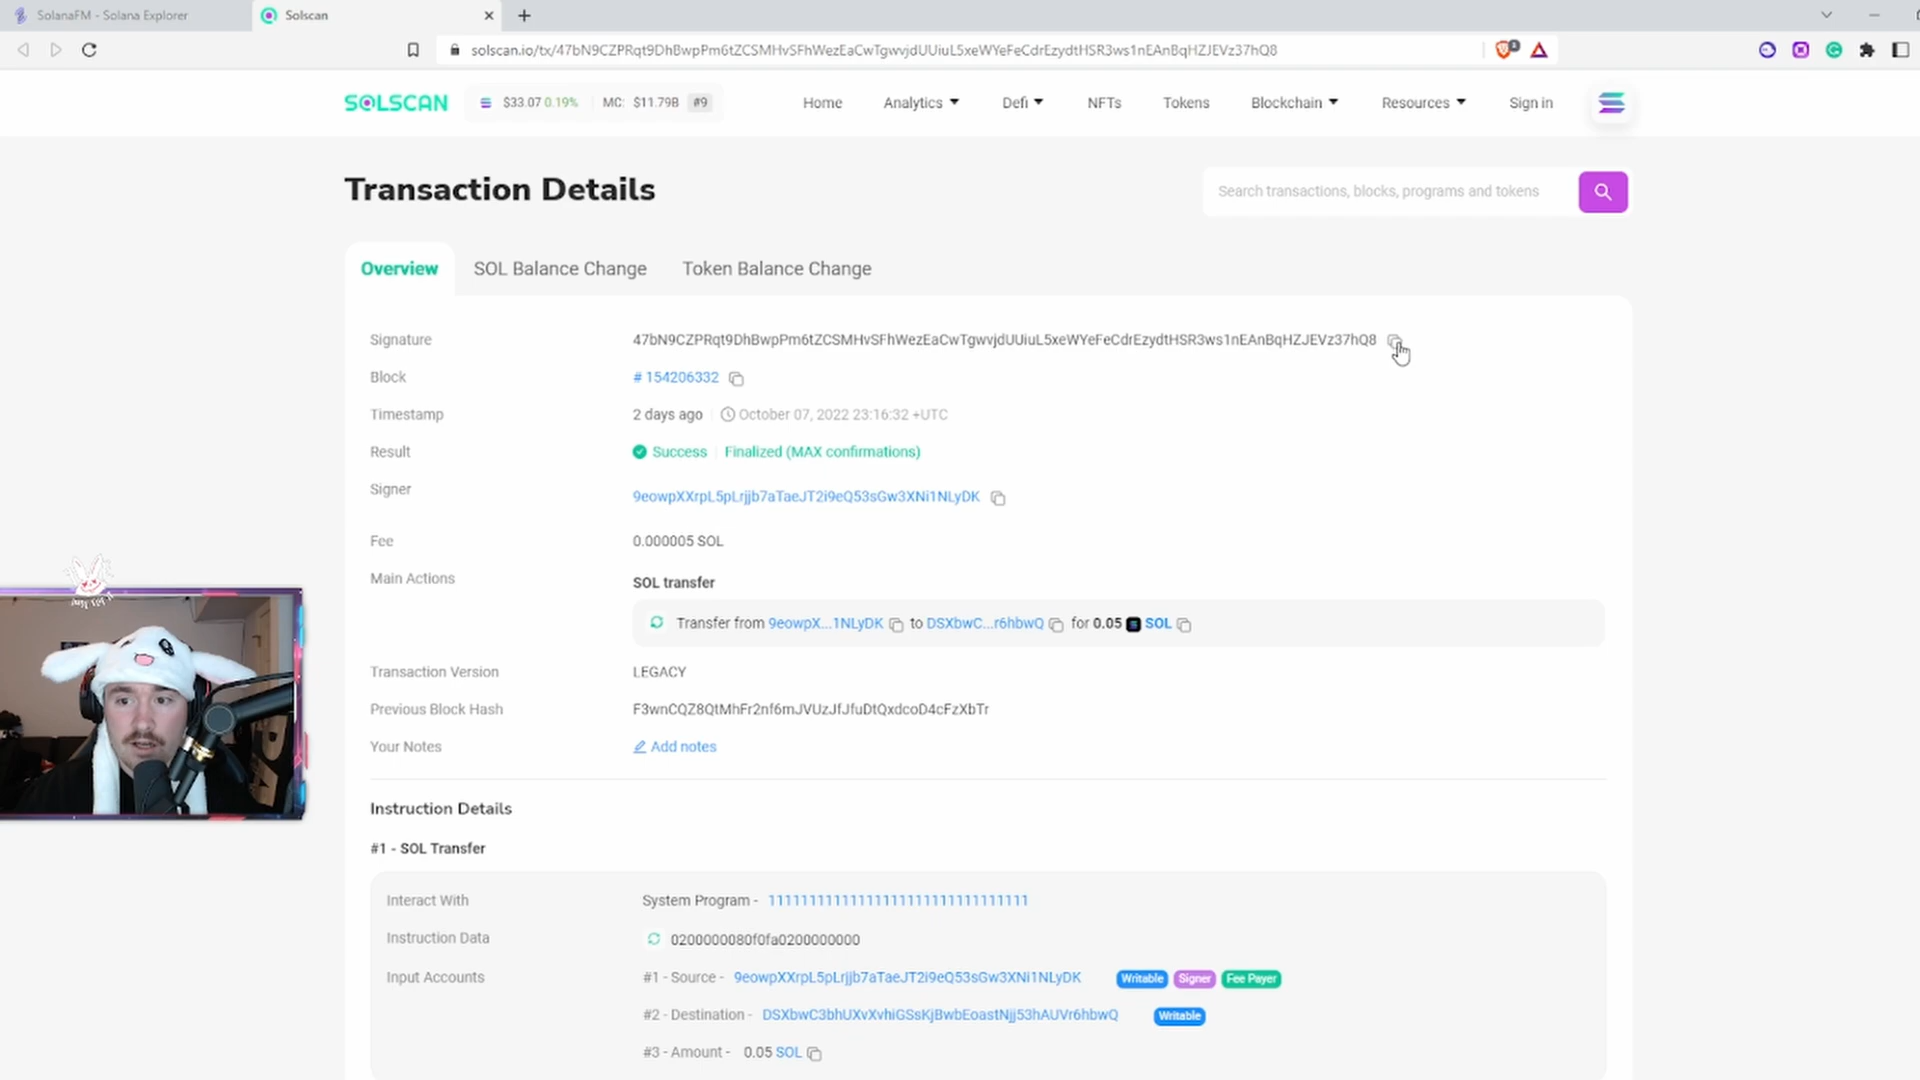 SolanaFM - Solana Explorer
Solscan
solscan.io/tx/47bN9CZPRqt9DhBwpPm6tZCSMHvSFhWezEaCwTgwvjdUUiuL5xeWYeFeCdrEzydtHSR3ws1nEAnBqHZJEVz37hQ8
SOLSCAN
$33.07 0.19% MC: $11.79B #9
Home Analytics Defi NFTs Tokens Blockchain Resources Sign in
Transaction Details
Search transactions, blocks, programs and tokens
Overview SOL Balance Change Token Balance Change
Signature 47bN9CZPRqt9DhBwpPm6tZCSMHvSFhWezEaCwTgwvjdUUiuL5xeWYeFeCdrEzydtHSR3ws1nEAnBqHZJEVz37hQ8
Block # 154206332
Timestamp 2 days ago October 07, 2022 23:16:32 +UTC
Result Success Finalized (MAX confirmations)
Signer 9eowpXXrpL5pLrjjb7aTaeJT2i9eQ53sGw3XNi1NLyDK
Fee 0.000005 SOL
Main Actions SOL transfer
Transfer from 9eowpX...1NLyDK to DSXbwC...r6hbwQ for 0.05 SOL
Transaction Version LEGACY
Previous Block Hash F3wnCQZ8QtMhFr2nf6mJVUzJfJfuDtQxdcoD4cFzXbTr
Your Notes Add notes
Instruction Details
#1 - SOL Transfer
Interact With System Program - 11111111111111111111111111111111
Instruction Data 0200000080f0fa0200000000
Input Accounts #1 - Source - 9eowpXXrpL5pLrjjb7aTaeJT2i9eQ53sGw3XNi1NLyDK Writable Signer Fee Payer
#2 - Destination - DSXbwC3bhUXvXvhiGSsKjBwbEoastNjj53hAUVr6hbwQ Writable
#3 - Amount - 0.05 SOL